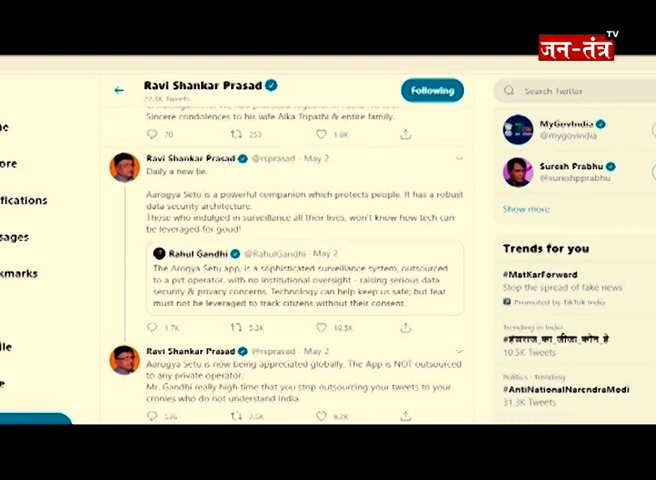 TV
जन-तंत्र
Ravi Shankar Prasad
Following
Search Twitter
Tweets
Sincere condolences to his wife Alka Tripathi & entire family.
70 253 1.8K
Ravi Shankar Prasad @rsprasad · May 2
Daily a new lie.
Aarogya Setu is a powerful companion which protects people. It has a robust
data security architecture.
Those who indulged in surveillance all their lives, won't know how tech can
be leveraged for good!
Rahul Gandhi @RahulGandhi · May 2
The Arogya Setu app, is a sophisticated surveillance system, outsourced
to a pvt operator, with no institutional oversight - raising serious data
security & privacy concerns. Technology can help keep us safe; but fear
must not be leveraged to track citizens without their consent.
1.7K 5.3K 10.5K
Ravi Shankar Prasad @rsprasad · May 2
Aarogya Setu is now being appreciated globally. The App is NOT outsourced
to any private operator.
Mr. Gandhi really high time that you stop outsourcing your tweets to your
cronies who do not understand India.
536 2.5K 9.2K
ore
ifications
sages
kmarks
MyGovIndia
@mygovindia
Suresh Prabhu
@sureshpprabhu
Show more
Trends for you
#MatKarForward
Stop the spread of fake news
Promoted by TikTok India
Trending in India
10.5K Tweets
Politics · Trending
#AntiNationalNarendraModi
31.3K Tweets